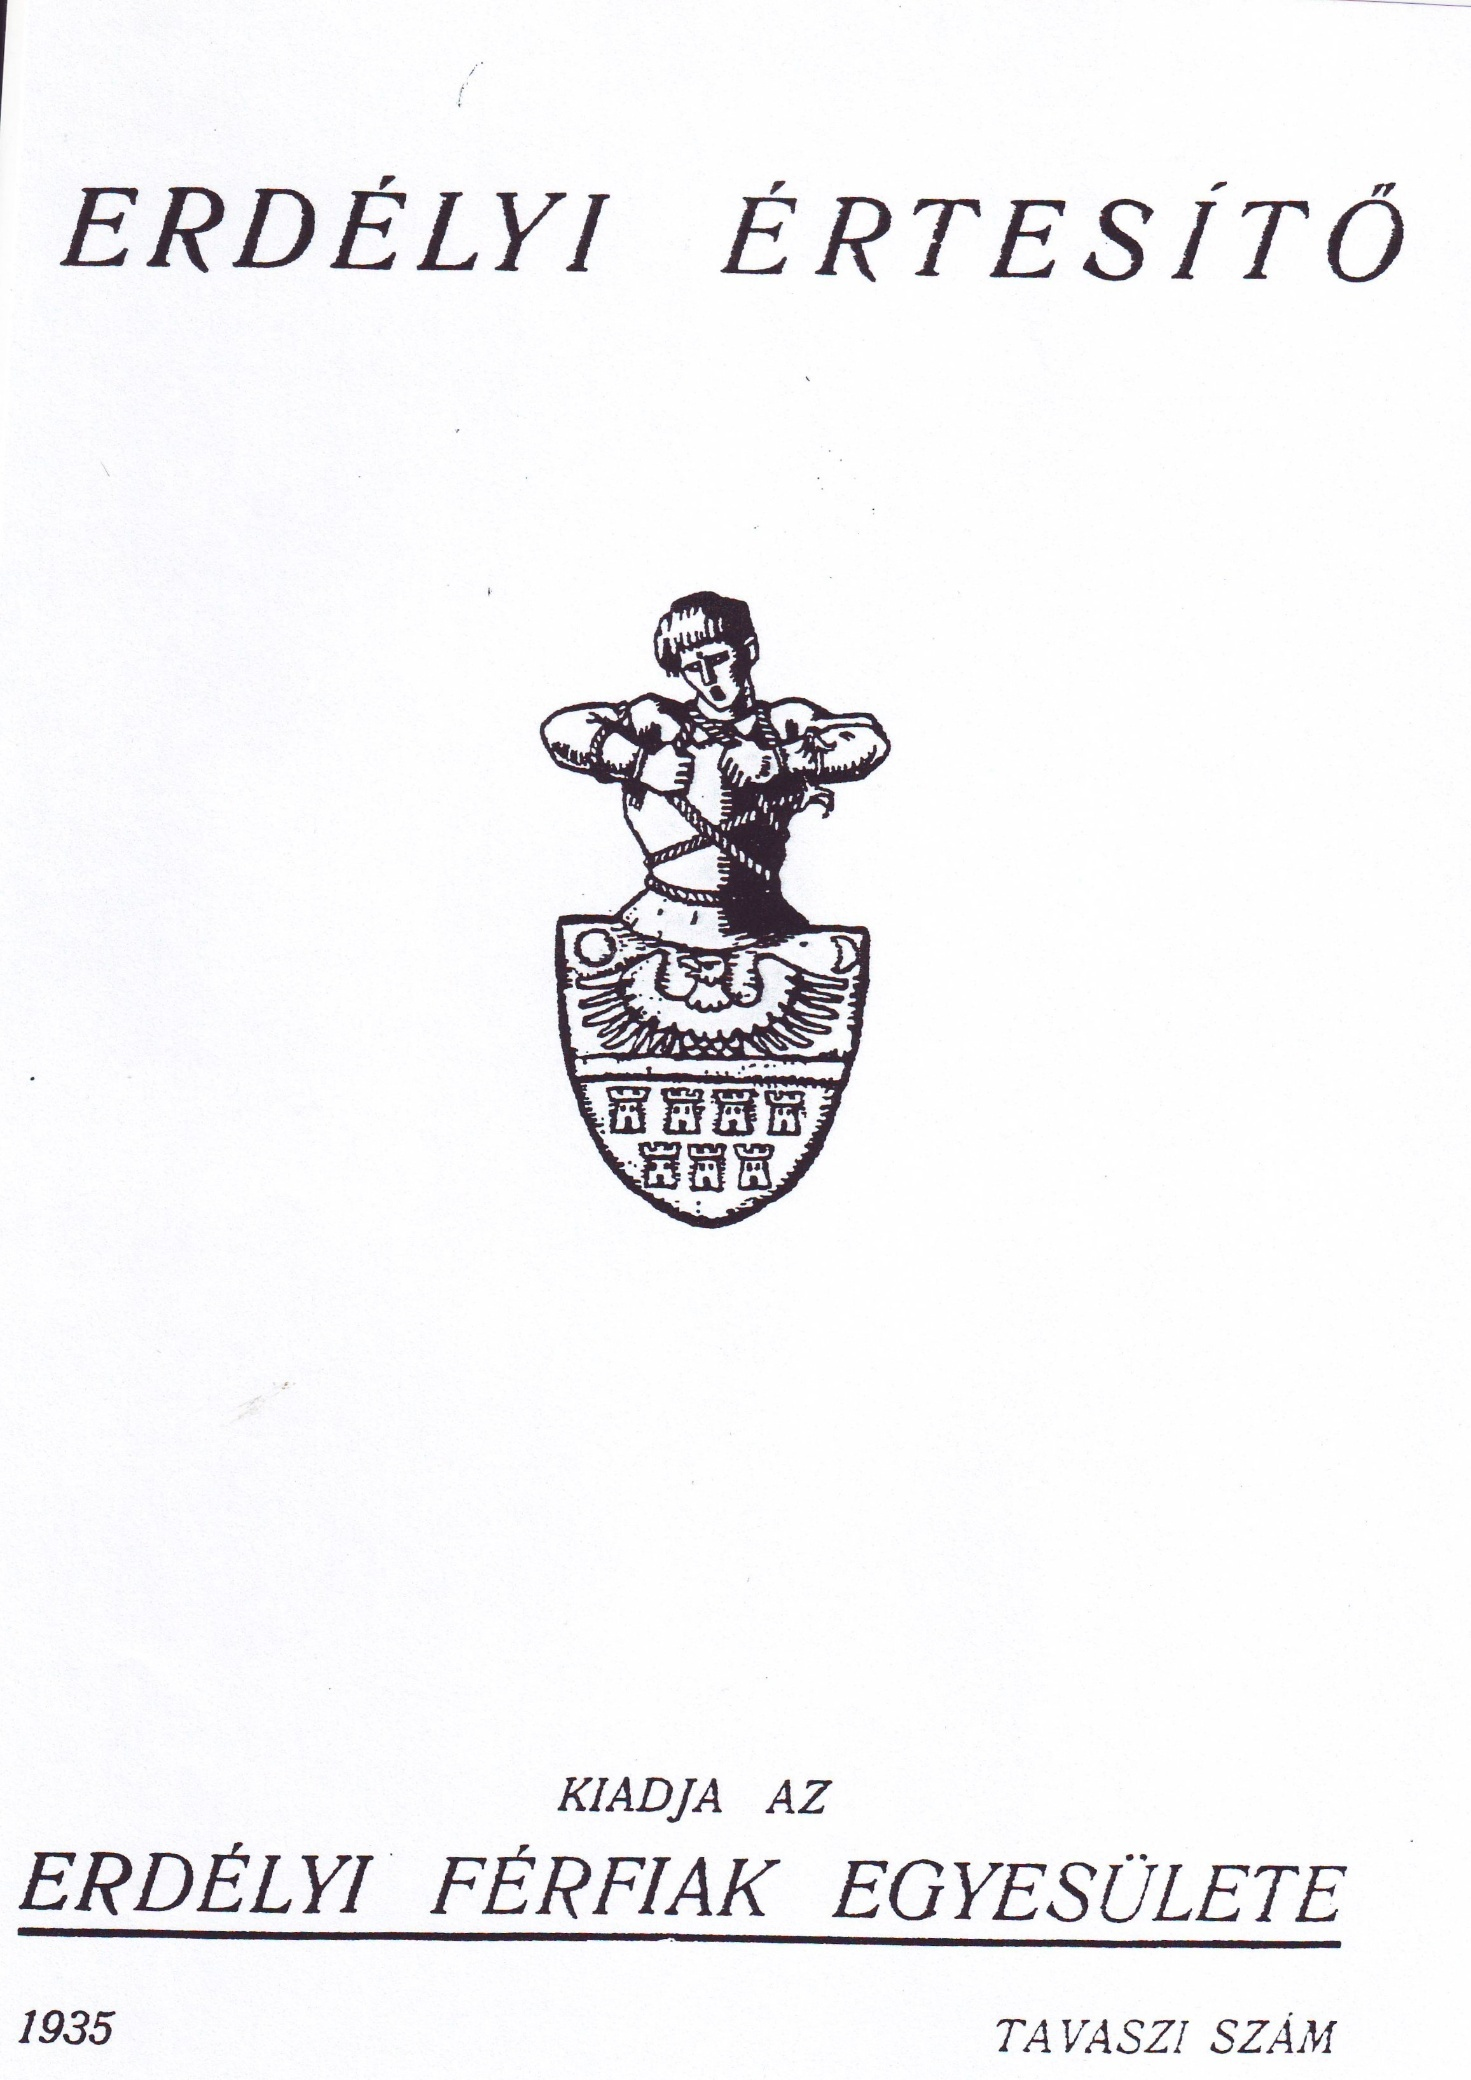 ERDÉLYI ÉRTESÍTŐ
KIADJA AZ
ERDÉLYI FÉRFIAK EGYESÜLETE
1935 TAVASZI SZÁM